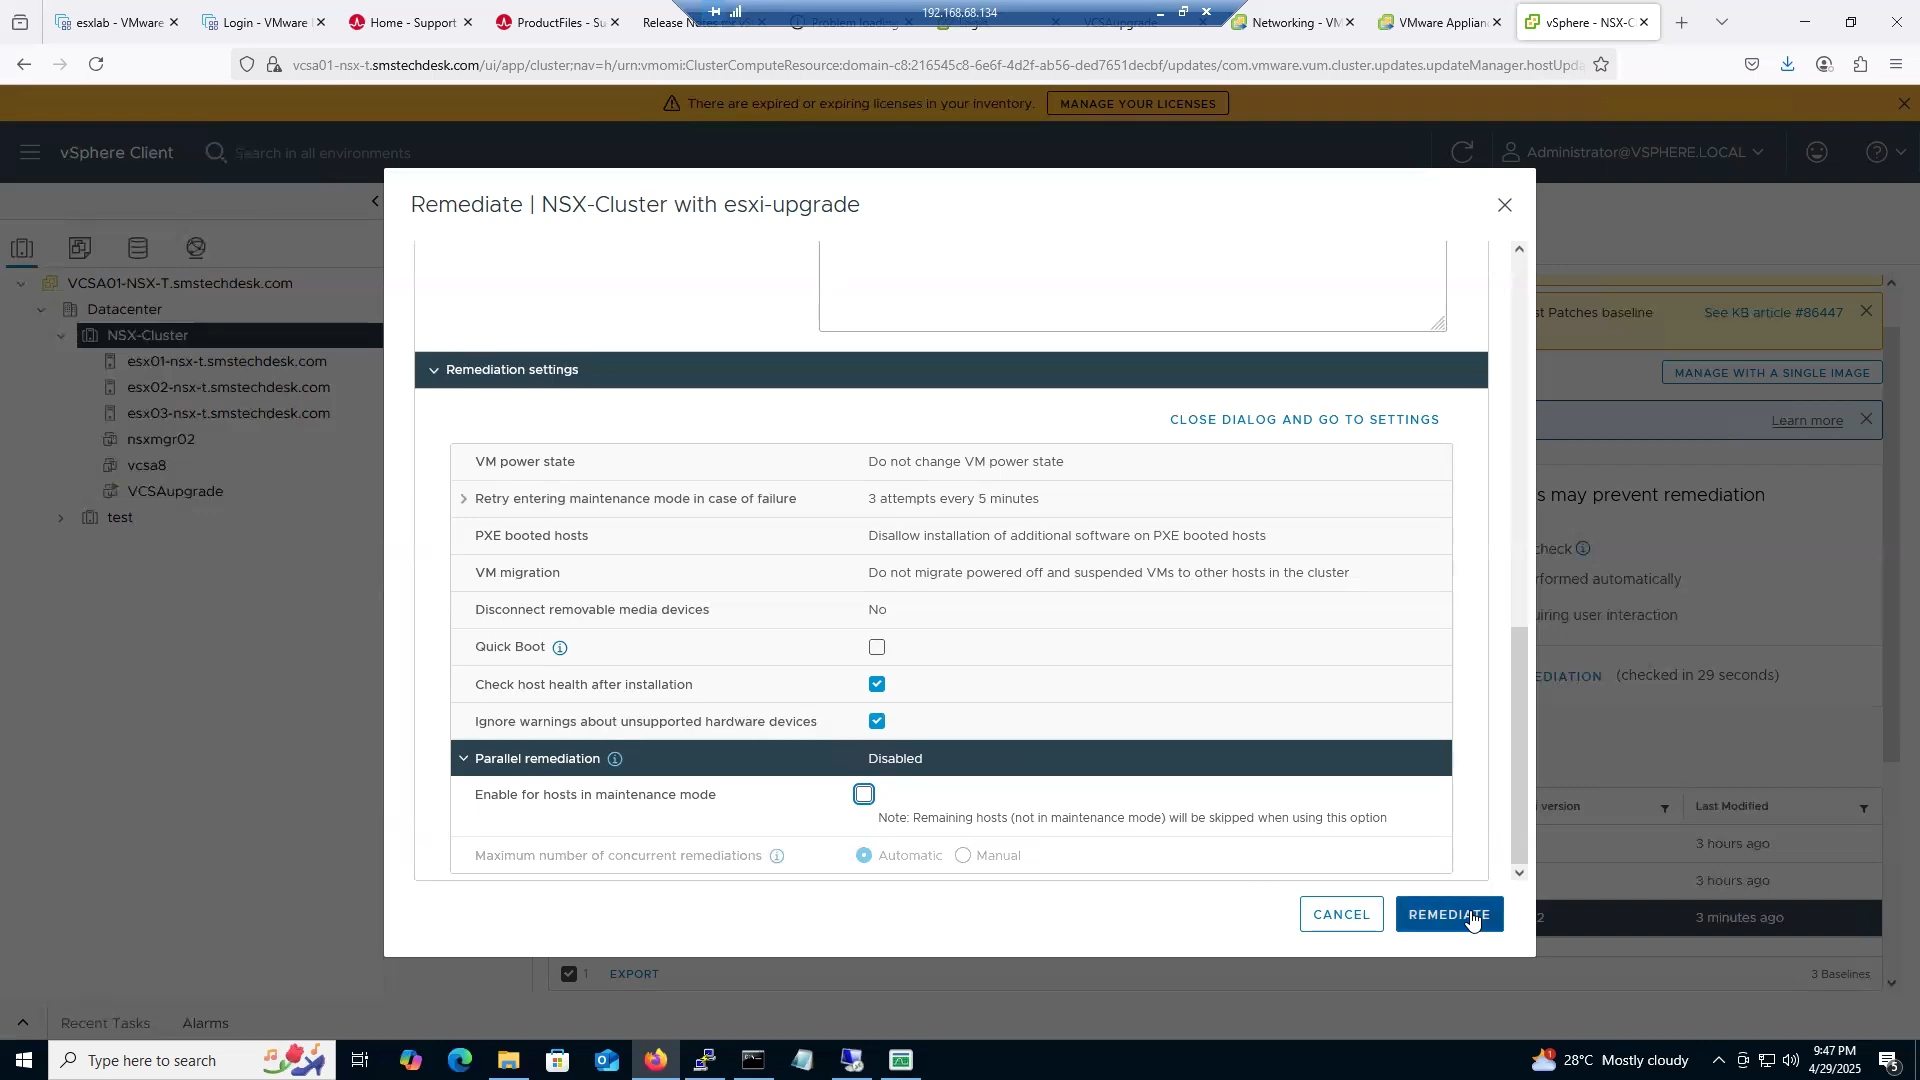 192.168.68.134
esxlab - VMware
Login - VMware
Home - Support
ProductFiles - Su
Release Notes for vS
Problem loading
VCSAupgrade
Networking - VM
VMware Applian
vSphere - NSX-C
vcsa01-nsx-t.smstechdesk.com/ui/app/cluster;nav=h/urn:vmomi:ClusterComputeResource:domain-c8:216545c8-6e6f-4d2f-ab56-ded7651decbf/updates/com.vmware.vum.cluster.updates.updateManager.hostUpda
There are expired or expiring licenses in your inventory. MANAGE YOUR LICENSES
vSphere Client
Search in all environments
Administrator@VSPHERE.LOCAL
Remediate | NSX-Cluster with esxi-upgrade
VCSA01-NSX-T.smstechdesk.com
Datacenter
NSX-Cluster
esx01-nsx-t.smstechdesk.com
esx02-nsx-t.smstechdesk.com
esx03-nsx-t.smstechdesk.com
nsxmgr02
vcsa8
VCSAupgrade
test
Remediation settings
CLOSE DIALOG AND GO TO SETTINGS
VM power state Do not change VM power state
Retry entering maintenance mode in case of failure 3 attempts every 5 minutes
PXE booted hosts Disallow installation of additional software on PXE booted hosts
VM migration Do not migrate powered off and suspended VMs to other hosts in the cluster
Disconnect removable media devices No
Quick Boot
Check host health after installation
Ignore warnings about unsupported hardware devices
Parallel remediation Disabled
Enable for hosts in maintenance mode
Note: Remaining hosts (not in maintenance mode) will be skipped when using this option
Maximum number of concurrent remediations Automatic Manual
CANCEL REMEDIATE
st Patches baseline See KB article #86447
MANAGE WITH A SINGLE IMAGE
Learn more
s may prevent remediation
check
rformed automatically
iring user interaction
EDIATION (checked in 29 seconds)
version Last Modified
3 hours ago
3 hours ago
2 3 minutes ago
1 EXPORT 3 Baselines
Recent Tasks Alarms
Type here to search
28°C Mostly cloudy
9:47 PM
4/29/2025
5